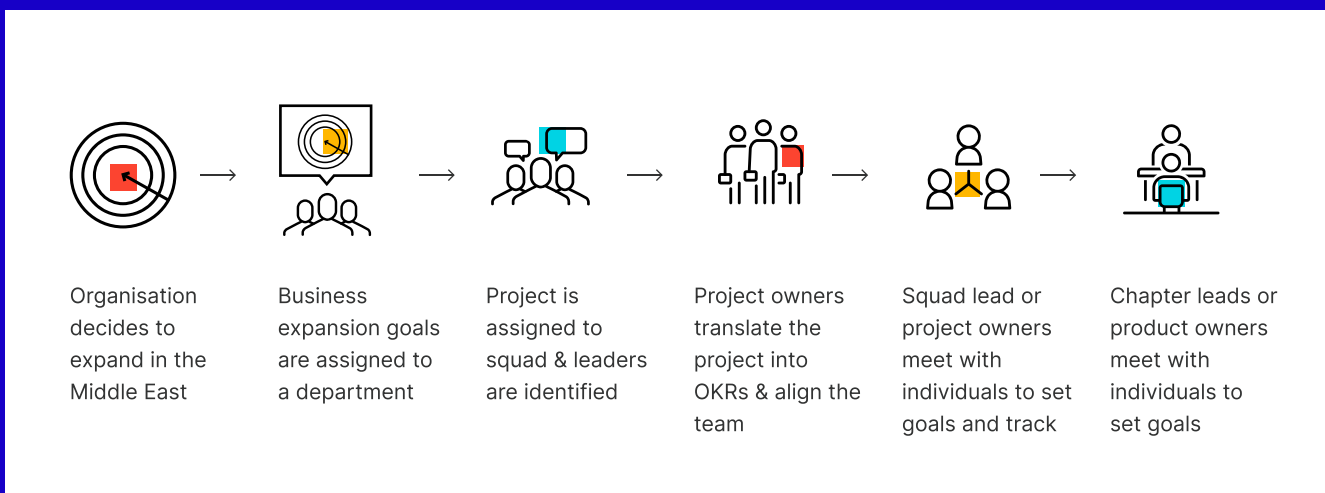 Organisation
decides to
expand in the
Middle East
Business
expansion goals
are assigned to
a department
Project is
assigned to
squad & leaders
are identified
Project owners
translate the
project into
OKRs & align the
team
Squad lead or
project owners
meet with
individuals to set
goals and track
Chapter leads or
product owners
meet with
individuals to
set goals